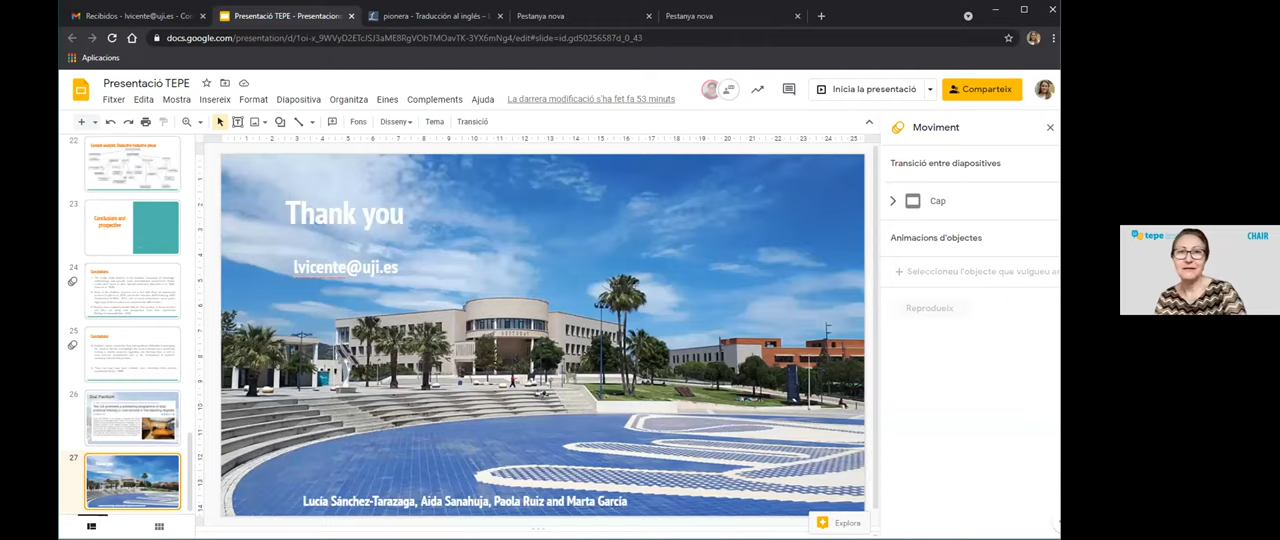 Recibidos - lvicente@uji.es - Co
Presentació TEPE - Presentacion
pionera - Traducción al inglés –
Pestanya nova
Pestanya nova
docs.google.com/presentation/d/1oi-x_9WVyD2ETcJSJ3aME8RgVObTMOavTK-3YX6mNg4/edit#slide=id.gd50256587d_0_43
Aplicacions
Presentació TEPE
Fitxer Edita Mostra Insereix Format Diapositiva Organitza Eines Complements Ajuda La darrera modificació s'ha fet fa 53 minuts
Inicia la presentació
Comparteix
Fons Disseny Tema Transició
Moviment
Transició entre diapositives
Cap
Animacions d'objectes
Seleccioneu l'objecte que vulgueu
Reprodueix
22
23
Conclusions and
prospective
24
Conclusions
25
Conclusions
26
27
Thank you
lvicente@uji.es
RECTORAT
Lucía Sánchez-Tarazaga, Aida Sanahuja, Paola Ruiz and Marta García
Explora
tepe
CHAIR